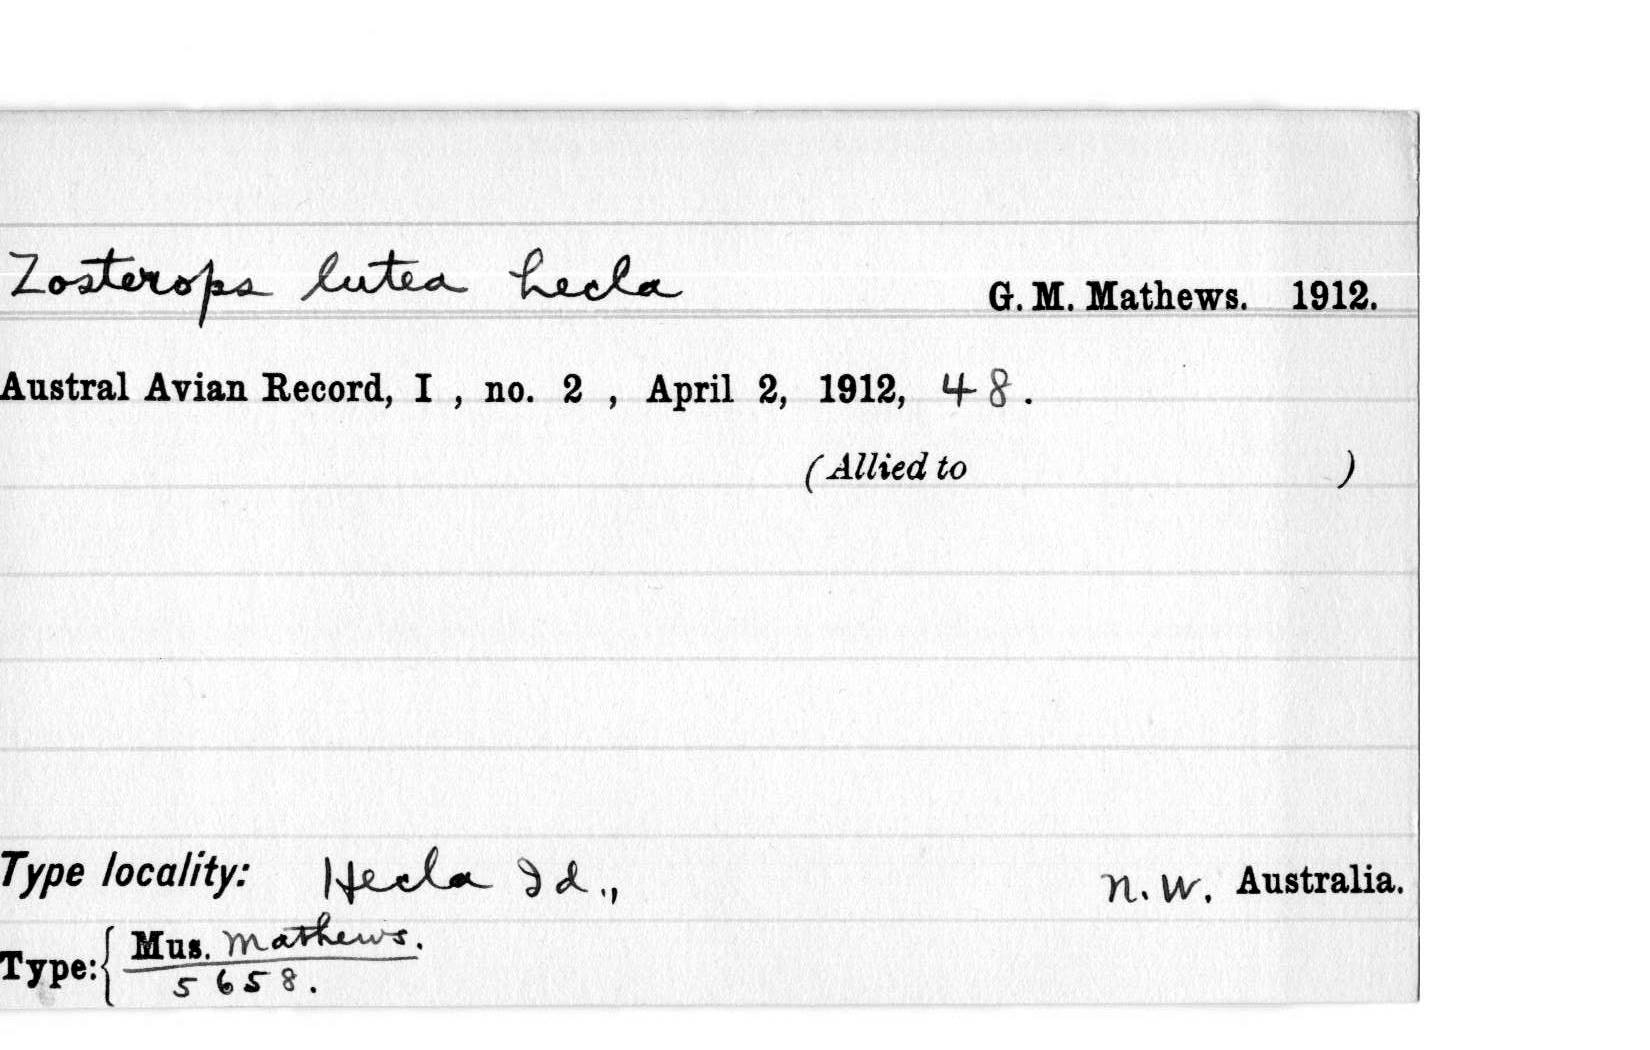 Zosterops lutea hecla G. M. Mathews. 1912.
Austral Avian Record, I , no. 2 , April 2, 1912, 48.
(Allied to )
Type locality: Hecla Id., N.W. Australia.
Type: { Mus. Mathews.
5658.